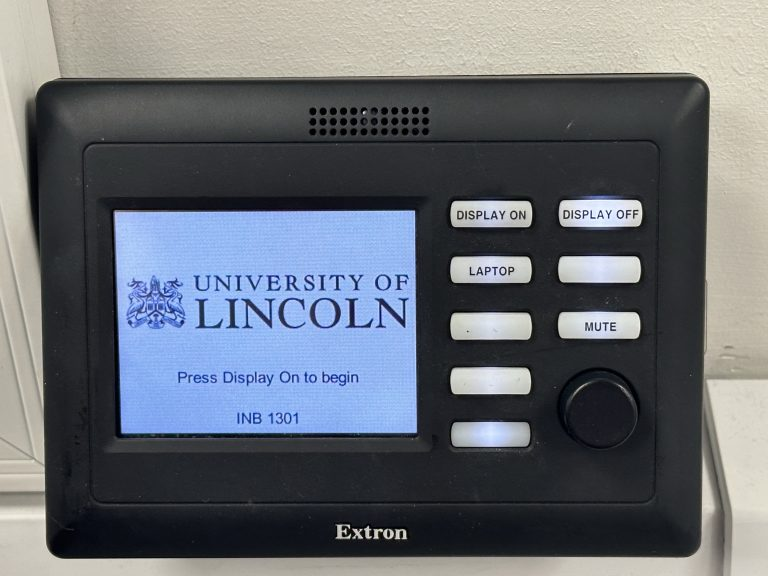 UNIVERSITY OF
LINCOLN
Press Display On to begin
INB 1301
DISPLAY ON
DISPLAY OFF
LAPTOP
MUTE
Extron